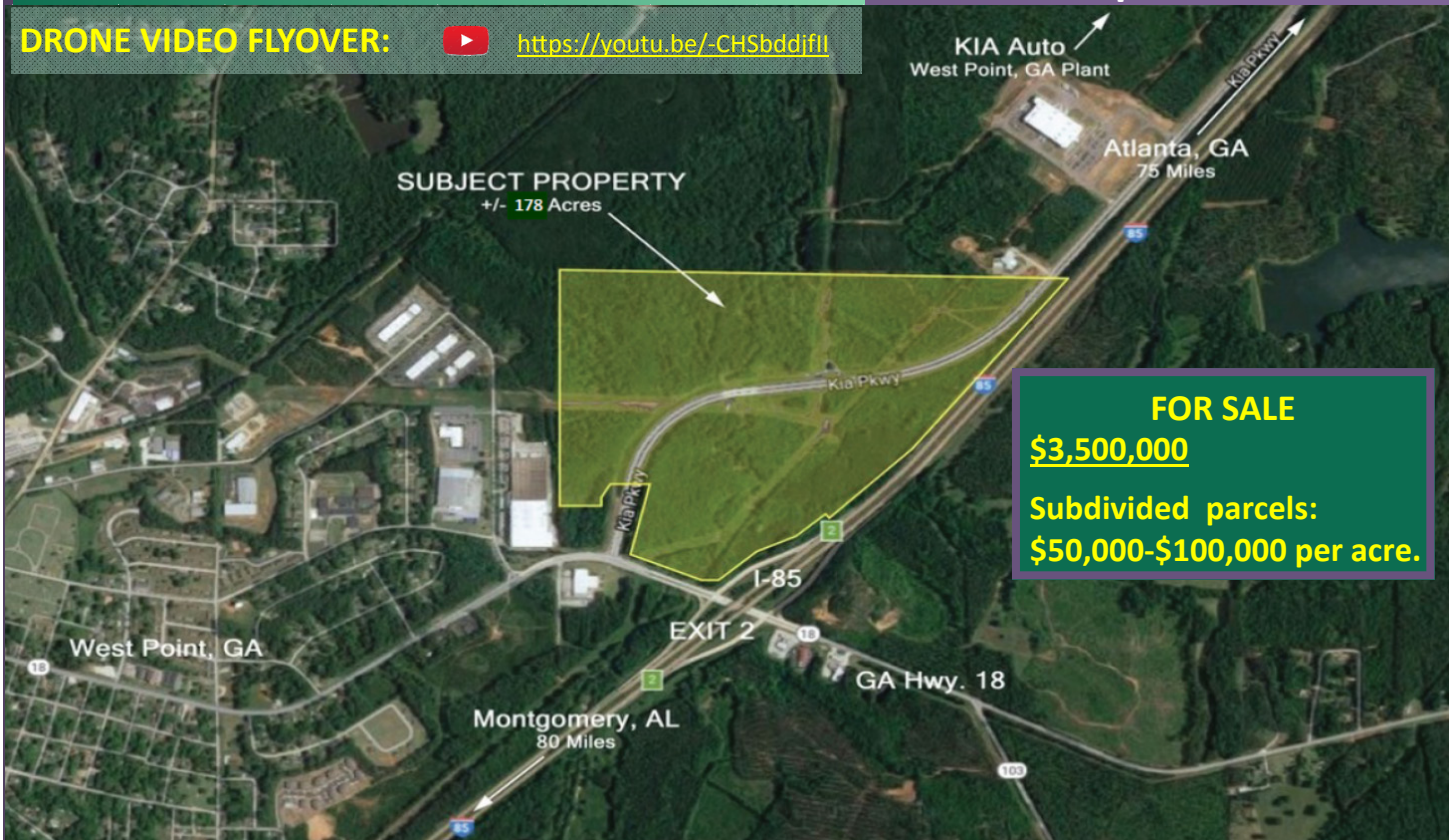 DRONE VIDEO FLYOVER:
https://youtu.be/-CHSbddjfII
KIA Auto
West Point, GA Plant
Kia Pkwy
Atlanta, GA
75 Miles
SUBJECT PROPERTY
+/- 178 Acres
85
Kia Pkwy
85
FOR SALE
$3,500,000
Subdivided parcels:
$50,000-$100,000 per acre.
Kia Pkwy
2
I-85
EXIT 2
18
West Point, GA
18
2
GA Hwy. 18
Montgomery, AL
80 Miles
103
85